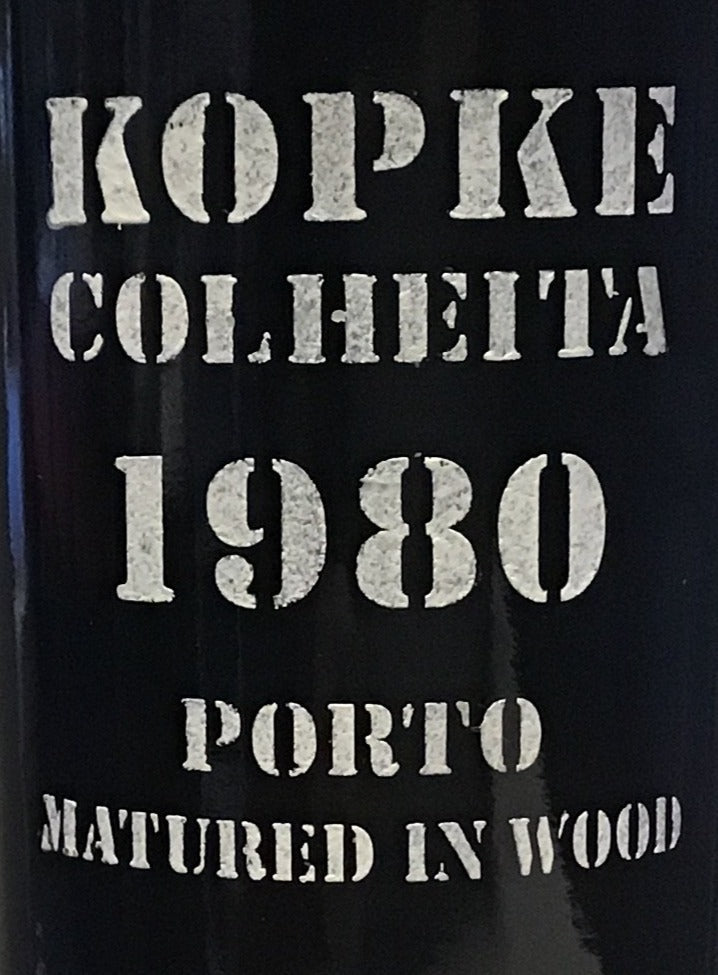 KOPKE
COLHEITA
1980
PORTO
MATURED IN WOOD